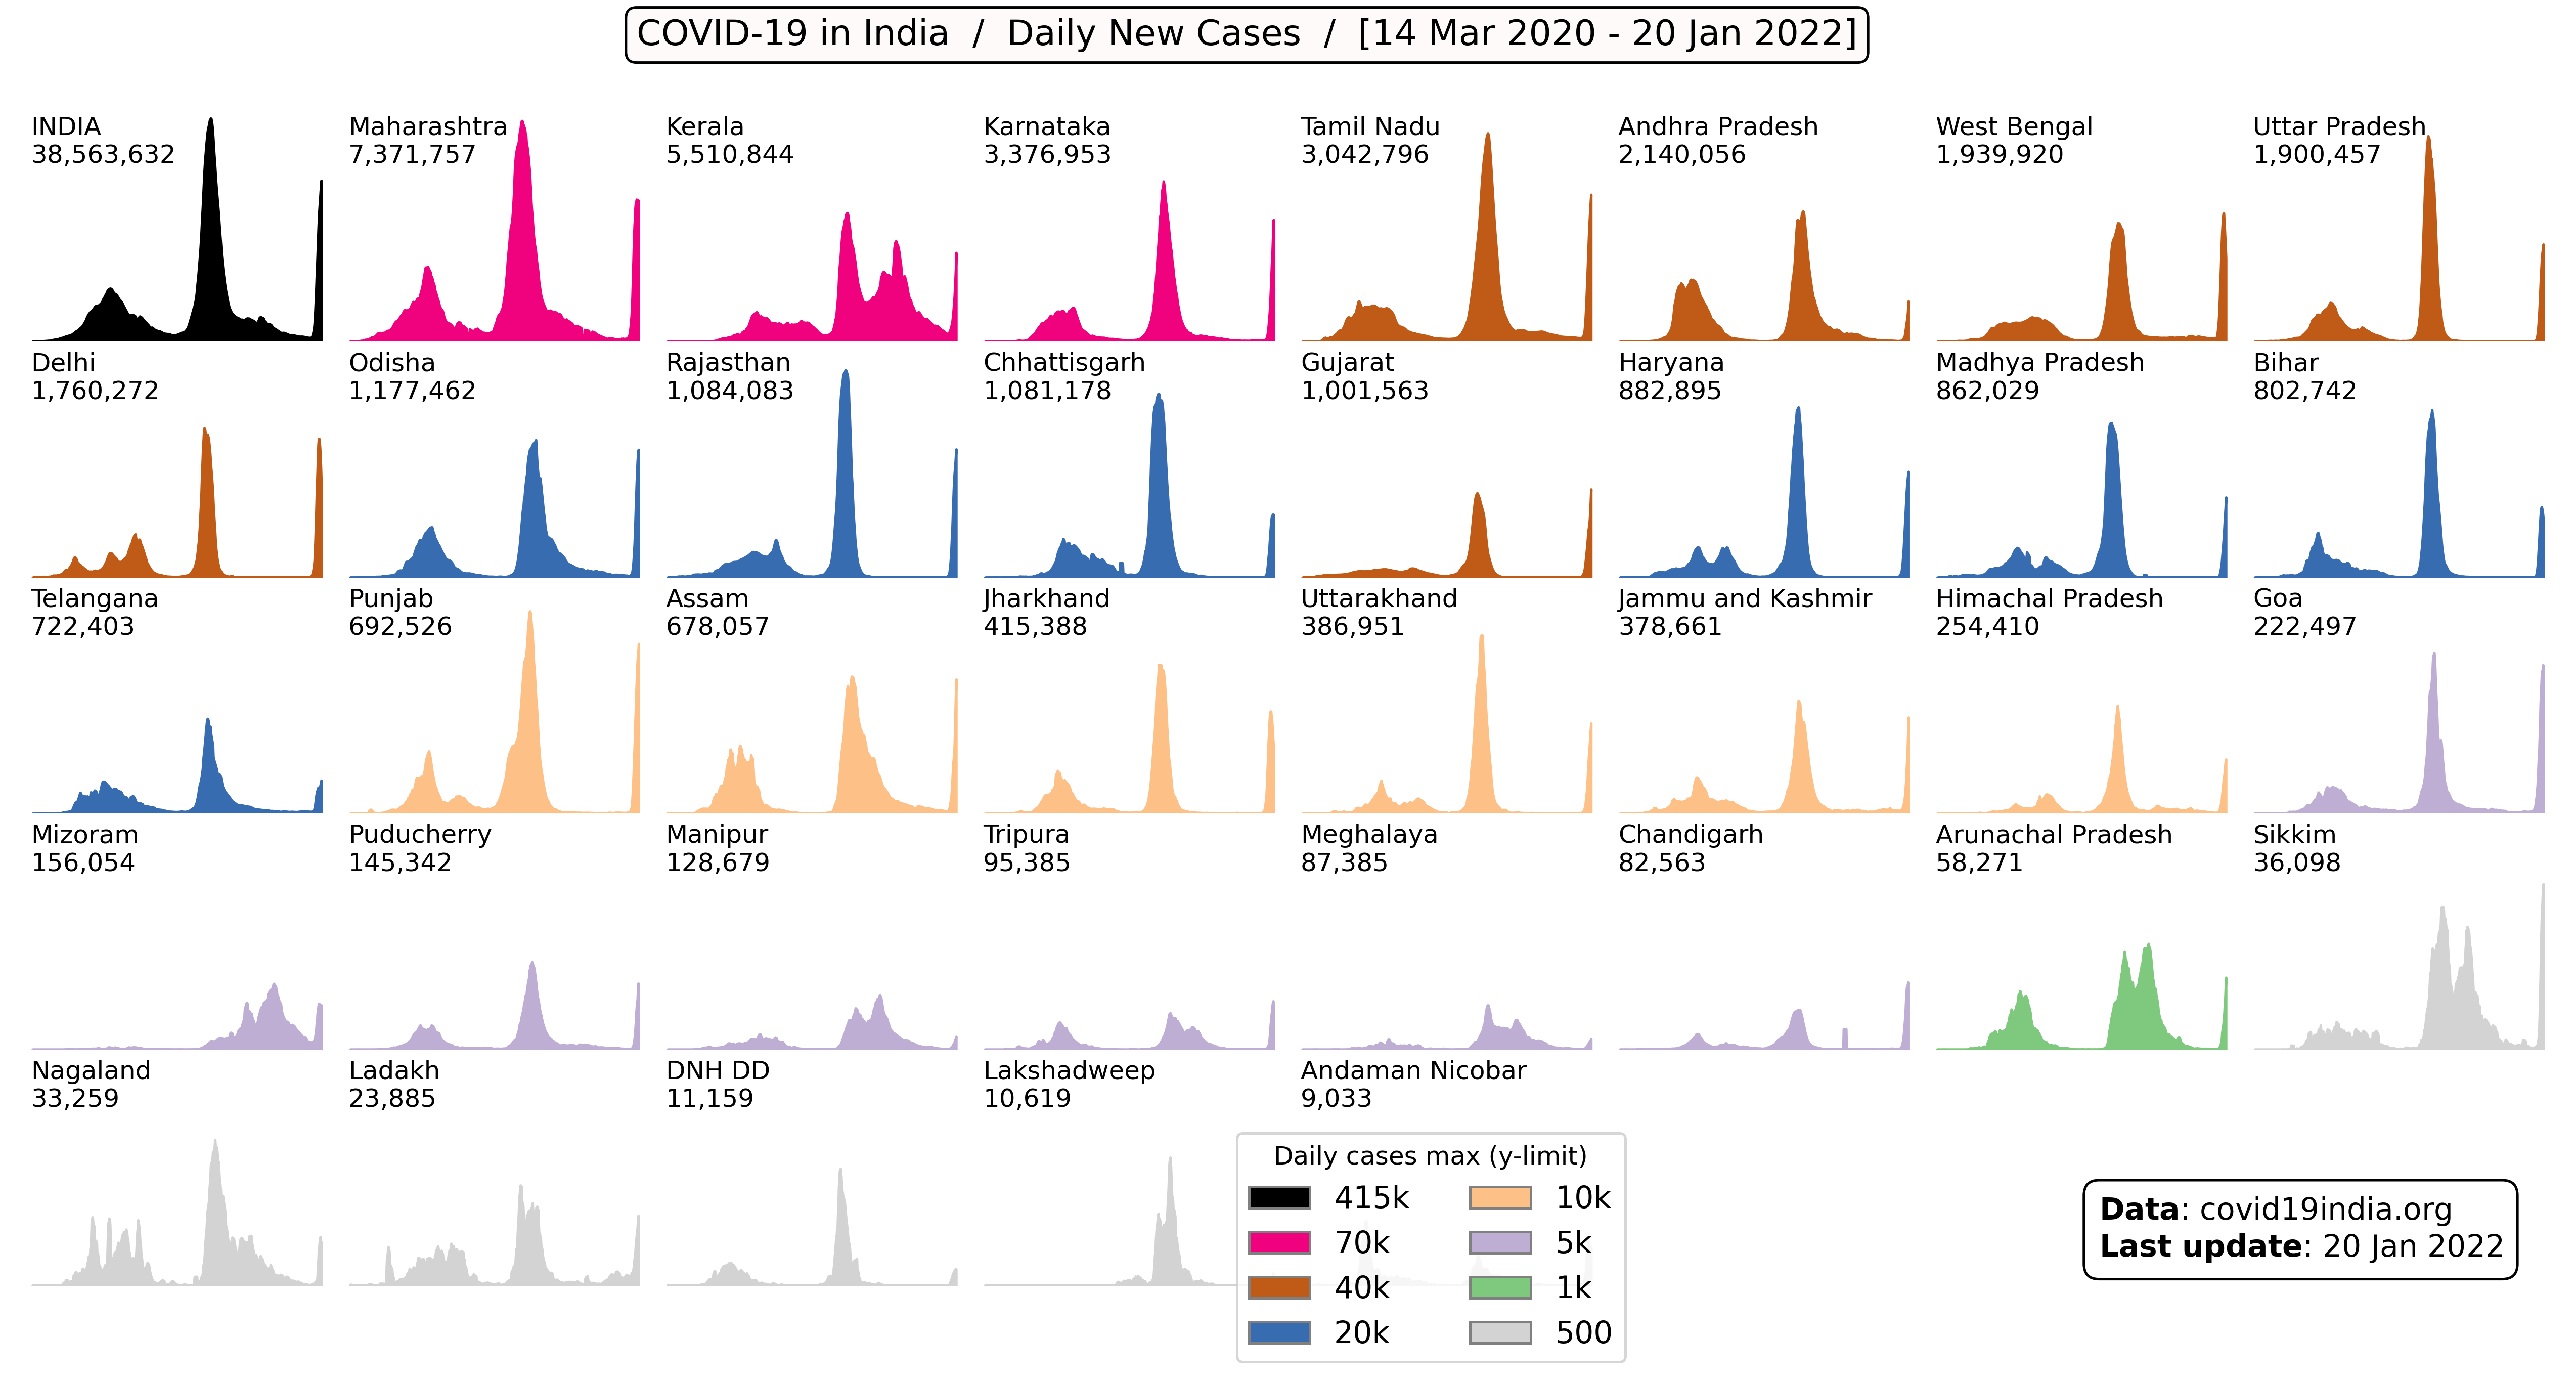 COVID-19 in India / Daily New Cases / [14 Mar 2020 - 20 Jan 2022]
INDIA
38,563,632
Maharashtra
7,371,757
Kerala
5,510,844
Karnataka
3,376,953
Tamil Nadu
3,042,796
Andhra Pradesh
2,140,056
West Bengal
1,939,920
Uttar Pradesh
1,900,457
Delhi
1,760,272
Odisha
1,177,462
Rajasthan
1,084,083
Chhattisgarh
1,081,178
Gujarat
1,001,563
Haryana
882,895
Madhya Pradesh
862,029
Bihar
802,742
Telangana
722,403
Punjab
692,526
Assam
678,057
Jharkhand
415,388
Uttarakhand
386,951
Jammu and Kashmir
378,661
Himachal Pradesh
254,410
Goa
222,497
Mizoram
156,054
Puducherry
145,342
Manipur
128,679
Tripura
95,385
Meghalaya
87,385
Chandigarh
82,563
Arunachal Pradesh
58,271
Sikkim
36,098
Nagaland
33,259
Ladakh
23,885
DNH DD
11,159
Lakshadweep
10,619
Andaman Nicobar
9,033
Daily cases max (y-limit)
415k
70k
40k
20k
10k
5k
1k
500
Data: covid19india.org
Last update: 20 Jan 2022